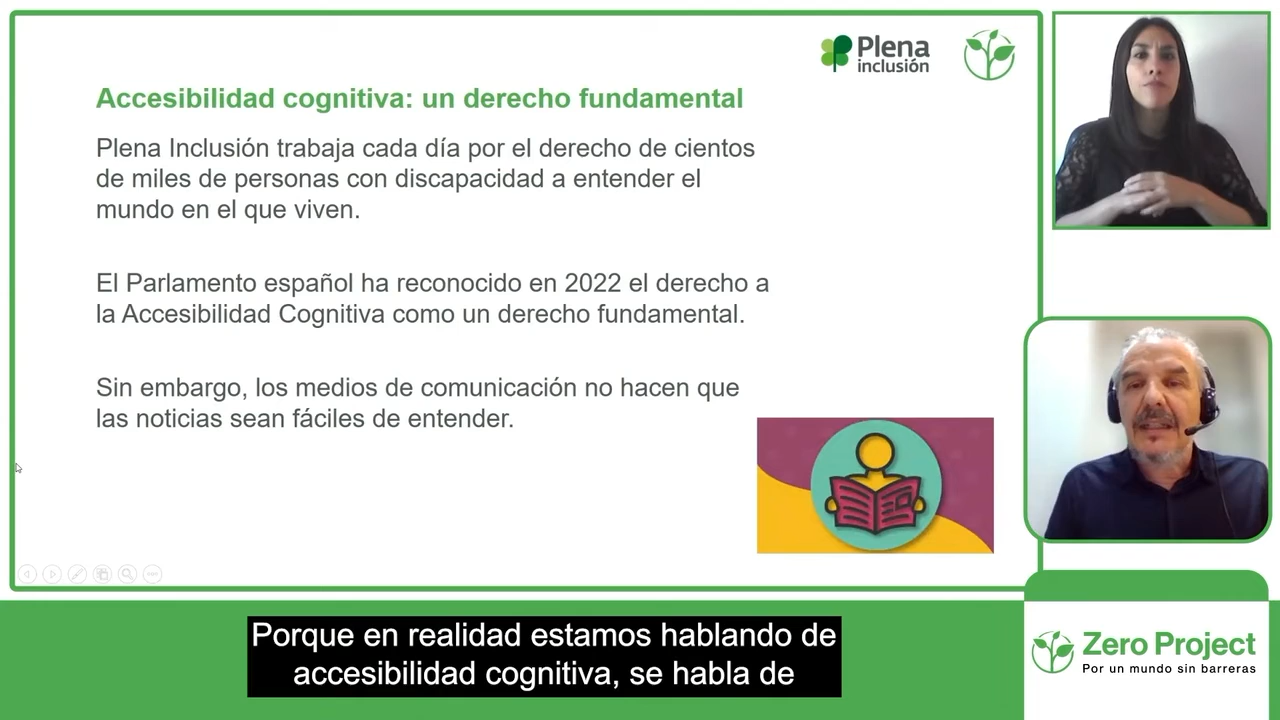 Plena
inclusión
Accesibilidad cognitiva: un derecho fundamental
Plena Inclusión trabaja cada día por el derecho de cientos
de miles de personas con discapacidad a entender el
mundo en el que viven.
El Parlamento español ha reconocido en 2022 el derecho a
la Accesibilidad Cognitiva como un derecho fundamental.
Sin embargo, los medios de comunicación no hacen que
las noticias sean fáciles de entender.
Porque en realidad estamos hablando de
accesibilidad cognitiva, se habla de
Zero Project
Por un mundo sin barreras